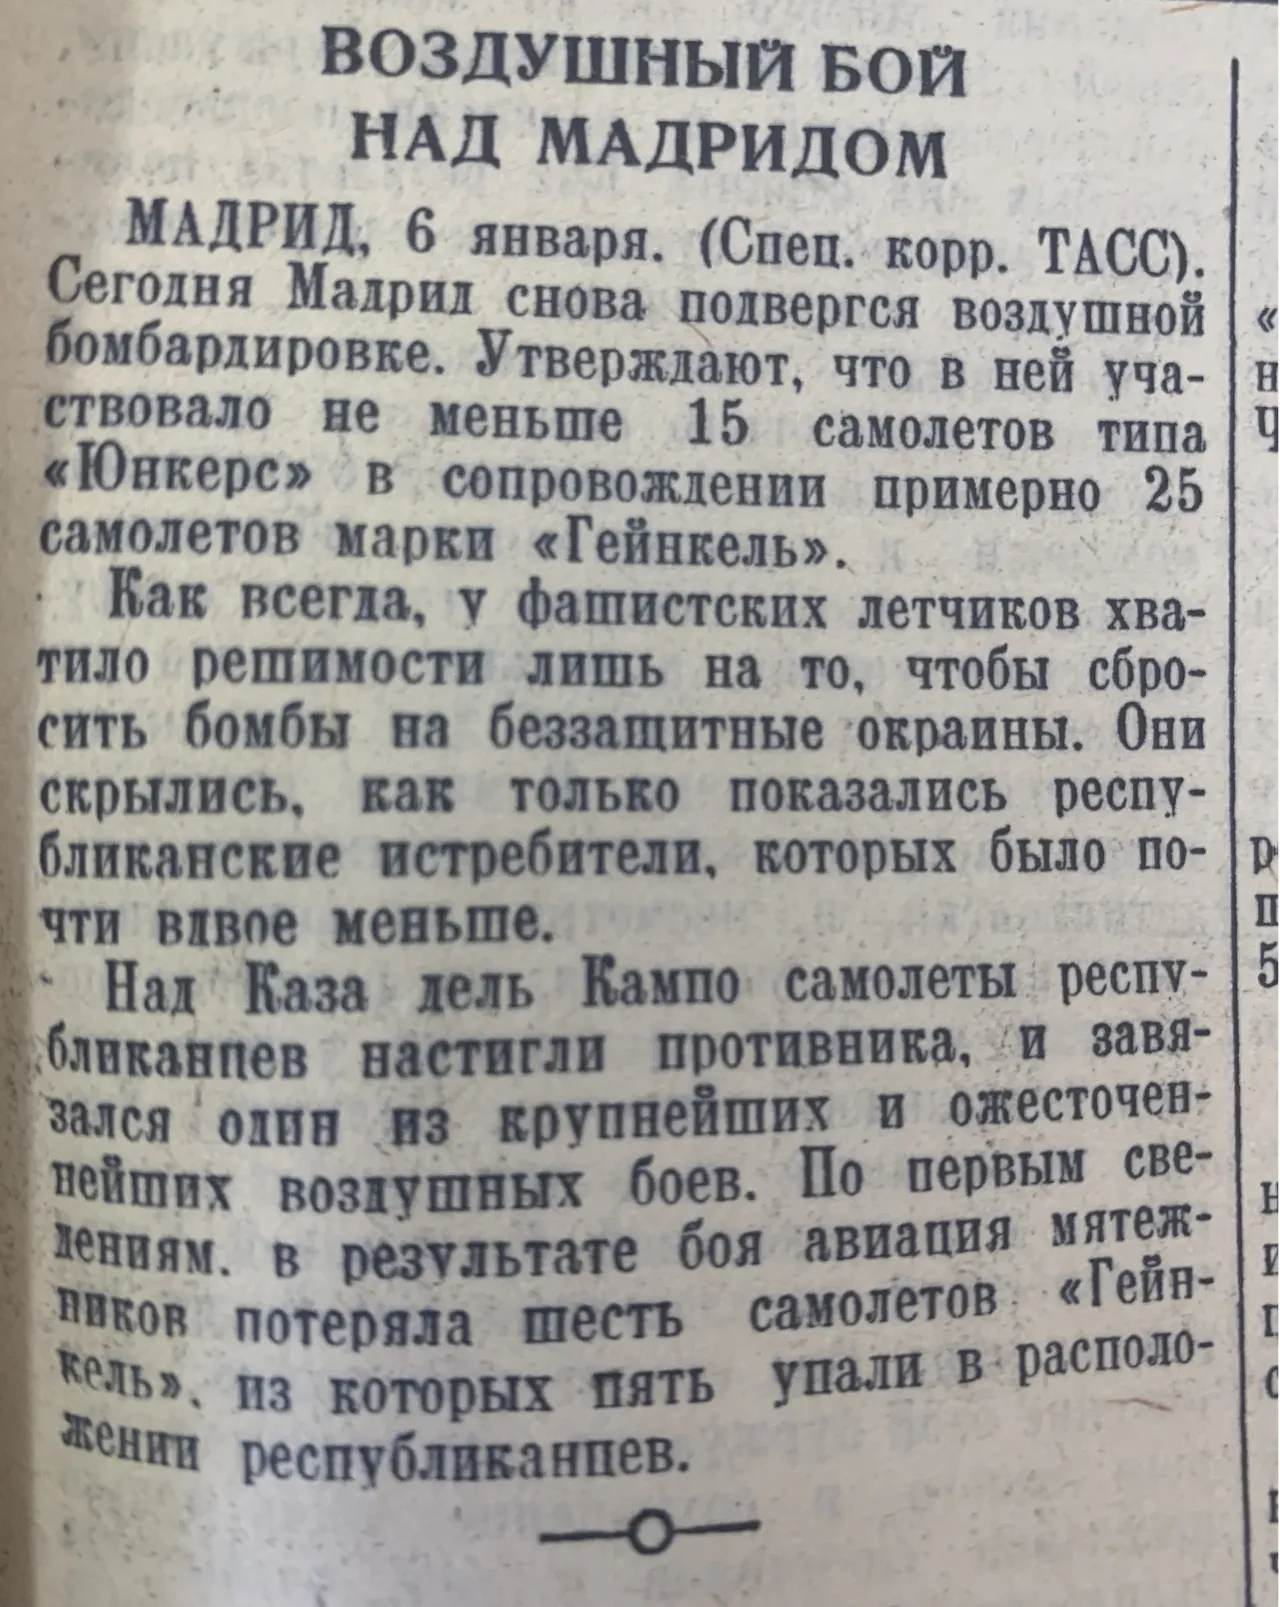 ВОЗДУШНЫЙ БОЙ
НАД МАДРИДОМ
МАДРИД, 6 января. (Спец. корр. ТАСС).
Сегодня Мадрид снова подвергся воздушной
бомбардировке. Утверждают, что в ней уча-
ствовало не меньше 15 самолетов типа
«Юнкерс» в сопровождении примерно 25
самолетов марки «Гейнкель».
Как всегда, у фашистских летчиков хва-
тило решимости лишь на то, чтобы сбро-
сить бомбы на беззащитные окраины. Они
скрылись, как только показались респу-
бликанские истребители, которых было по-
чти вдвое меньше.
Над Каза дель Кампо самолеты респу-
бликанцев настигли противника, и завя-
зался один из крупнейших и ожесточен-
нейших воздушных боев. По первым све-
дениям, в результате боя авиация мятеж-
ников потеряла шесть самолетов «Гейн-
кель», из которых пять упали в располо-
жении республиканцев.